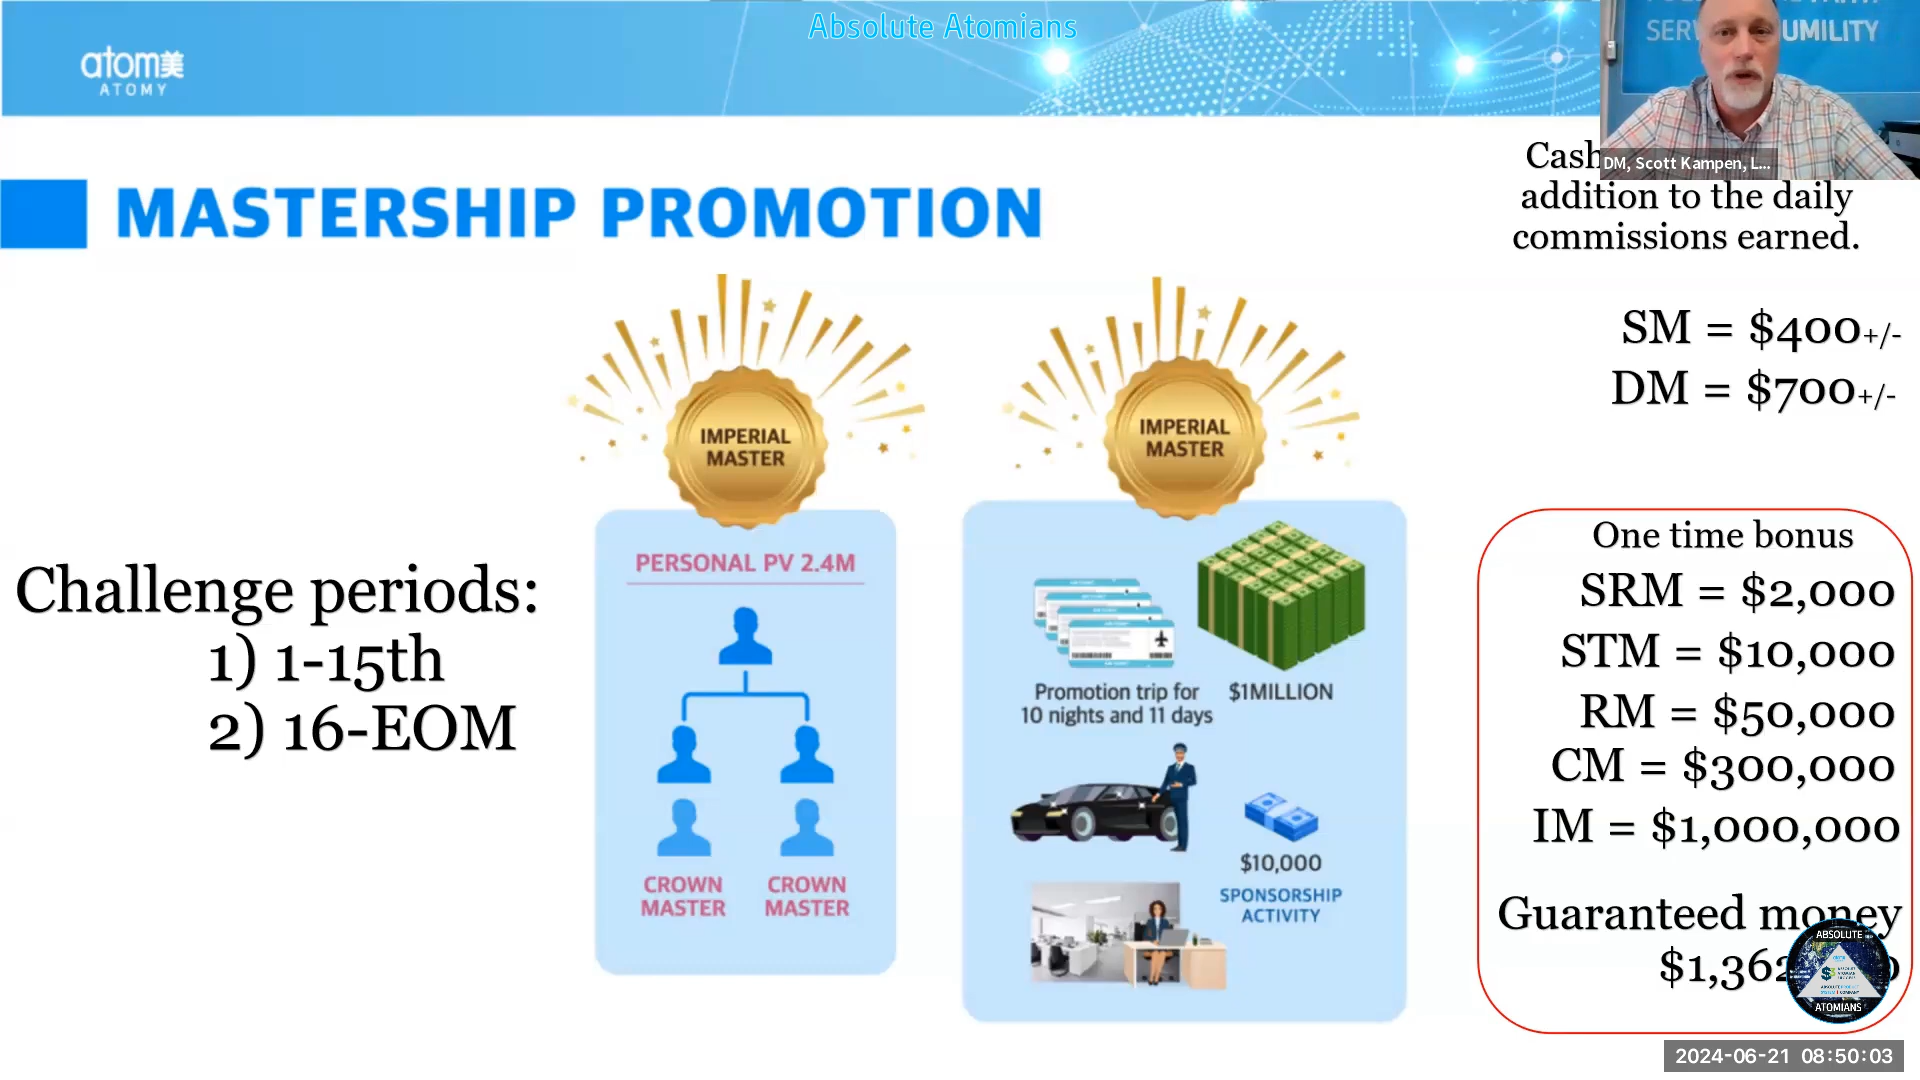 Absolute Atomians
atom美
ATOMY
SER UMILITY
DM, Scott Kampen, L...
Cash
addition to the daily
commissions earned.
MASTERSHIP PROMOTION
SM = $400+/-
DM = $700+/-
IMPERIAL
MASTER
IMPERIAL
MASTER
Challenge periods:
1) 1-15th
2) 16-EOM
PERSONAL PV 2.4M
CROWN
MASTER
CROWN
MASTER
Promotion trip for
10 nights and 11 days
$1MILLION
$10,000
SPONSORSHIP
ACTIVITY
One time bonus
SRM = $2,000
STM = $10,000
RM = $50,000
CM = $300,000
IM = $1,000,000
Guaranteed money
$1,362
ABSOLUTE
ATOMIANS
2024-06-21 08:50:03